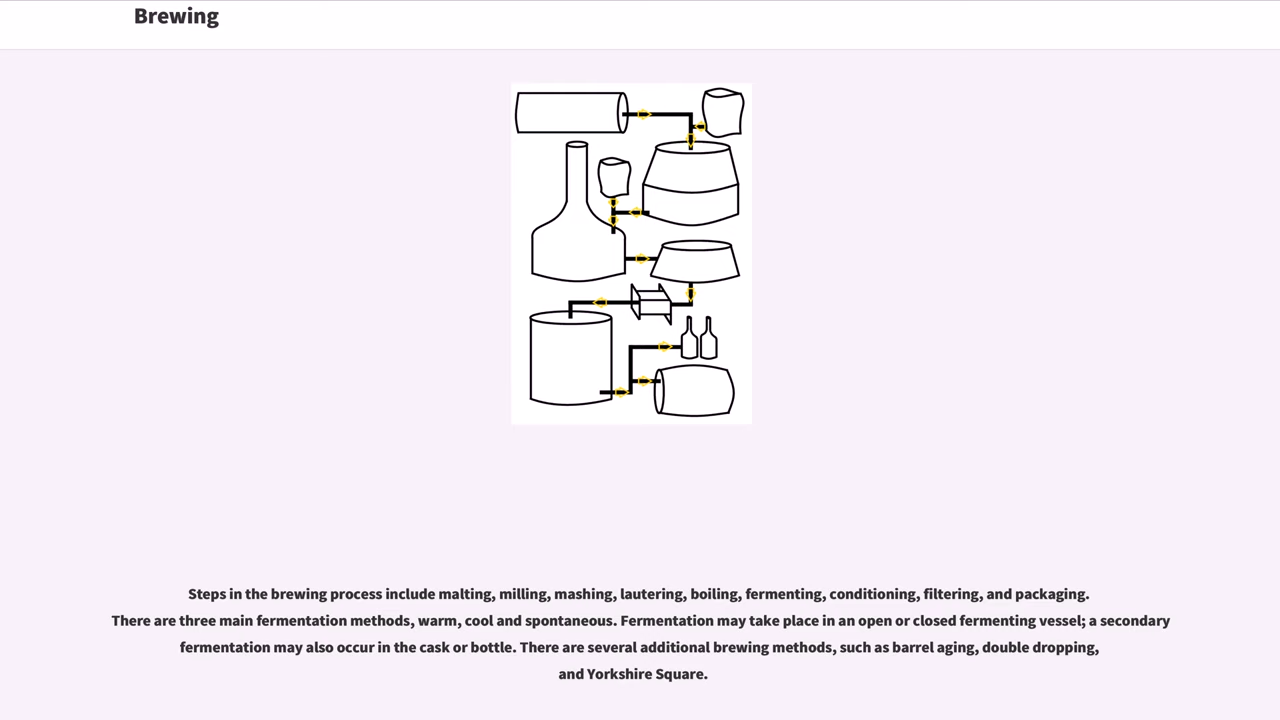 Brewing
Steps in the brewing process include malting, milling, mashing, lautering, boiling, fermenting, conditioning, filtering, and packaging.
There are three main fermentation methods, warm, cool and spontaneous. Fermentation may take place in an open or closed fermenting vessel; a secondary
fermentation may also occur in the cask or bottle. There are several additional brewing methods, such as barrel aging, double dropping,
and Yorkshire Square.